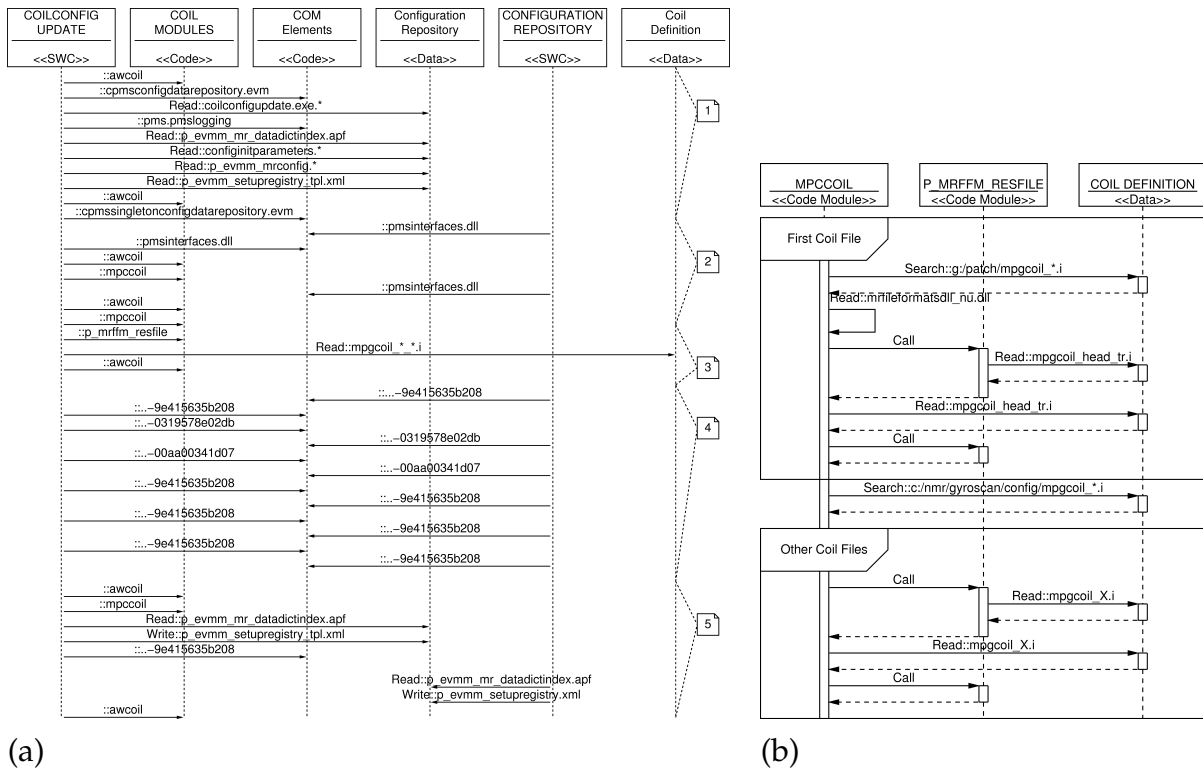 COILCONFIG
UPDATE
<<SWC>>
COIL
MODULES
<<Code>>
COM
Elements
<<Code>>
Configuration
Repository
<<Data>>
CONFIGURATION
REPOSITORY
<<SWC>>
Coil
Definition
<<Data>>
::awcoil
::cpmsconfigdatarepository.evm
Read::coilconfigupdate.exe.*
1
::pms.pmslogging
Read::p_evmm_mr_datadictindex.apf
Read::configinitparameters.*
Read::p_evmm_mrconfig.*
Read::p_evmm_setupregistry_tpl.xml
::awcoil
::cpmssingletonconfigdatarepository.evm
::pmsinterfaces.dll
::pmsinterfaces.dll
::awcoil
2
::mpccoil
::pmsinterfaces.dll
::awcoil
::mpccoil
::p_mrffm_resfile
Read::mpgcoil_*_*.i
::awcoil
3
::...-9e415635b208
::..-9e415635b208
::..-0319578e02db
4
::..-0319578e02db
::..-00aa00341d07
::..-00aa00341d07
::..-9e415635b208
::..-9e415635b208
::..-9e415635b208
::..-9e415635b208
::..-9e415635b208
::..-9e415635b208
::awcoil
::mpccoil
Read::p_evmm_mr_datadictindex.apf
5
Write::p_evmm_setupregistry_tpl.xml
::..-9e415635b208
Read::p_evmm_mr_datadictindex.apf
Write::p_evmm_setupregistry.xml
::awcoil
(a)
MPCCOIL
<<Code Module>>
P_MRFFM_RESFILE
<<Code Module>>
COIL DEFINITION
<<Data>>
First Coil File
Search::g:/patch/mpgcoil_*.i
Read::mrfileformatsdll_nu.dll
Call
Read::mpgcoil_head_tr.i
Read::mpgcoil_head_tr.i
Call
Search::c:/nmr/gyroscan/config/mpgcoil_*.i
Other Coil Files
Call
Read::mpgcoil_X.i
Read::mpgcoil_X.i
Call
(b)